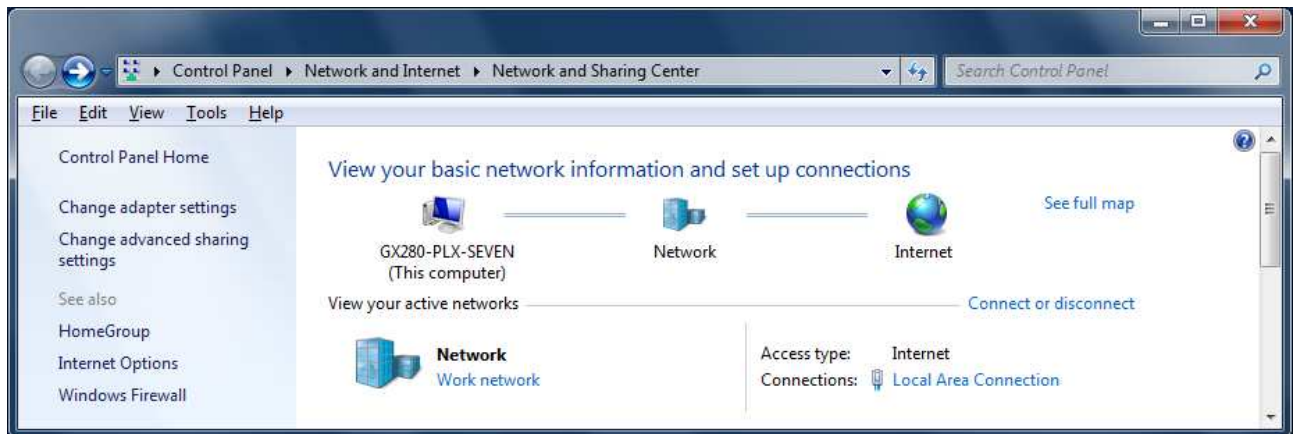 Control Panel Network and Internet Network and Sharing Center
Search Control Panel
File Edit View Tools Help
Control Panel Home
Change adapter settings
Change advanced sharing
settings
See also
HomeGroup
Internet Options
Windows Firewall
View your basic network information and set up connections
See full map
GX280-PLX-SEVEN
(This computer)
Network
Internet
View your active networks
Connect or disconnect
Network
Work network
Access type: Internet
Connections: Local Area Connection